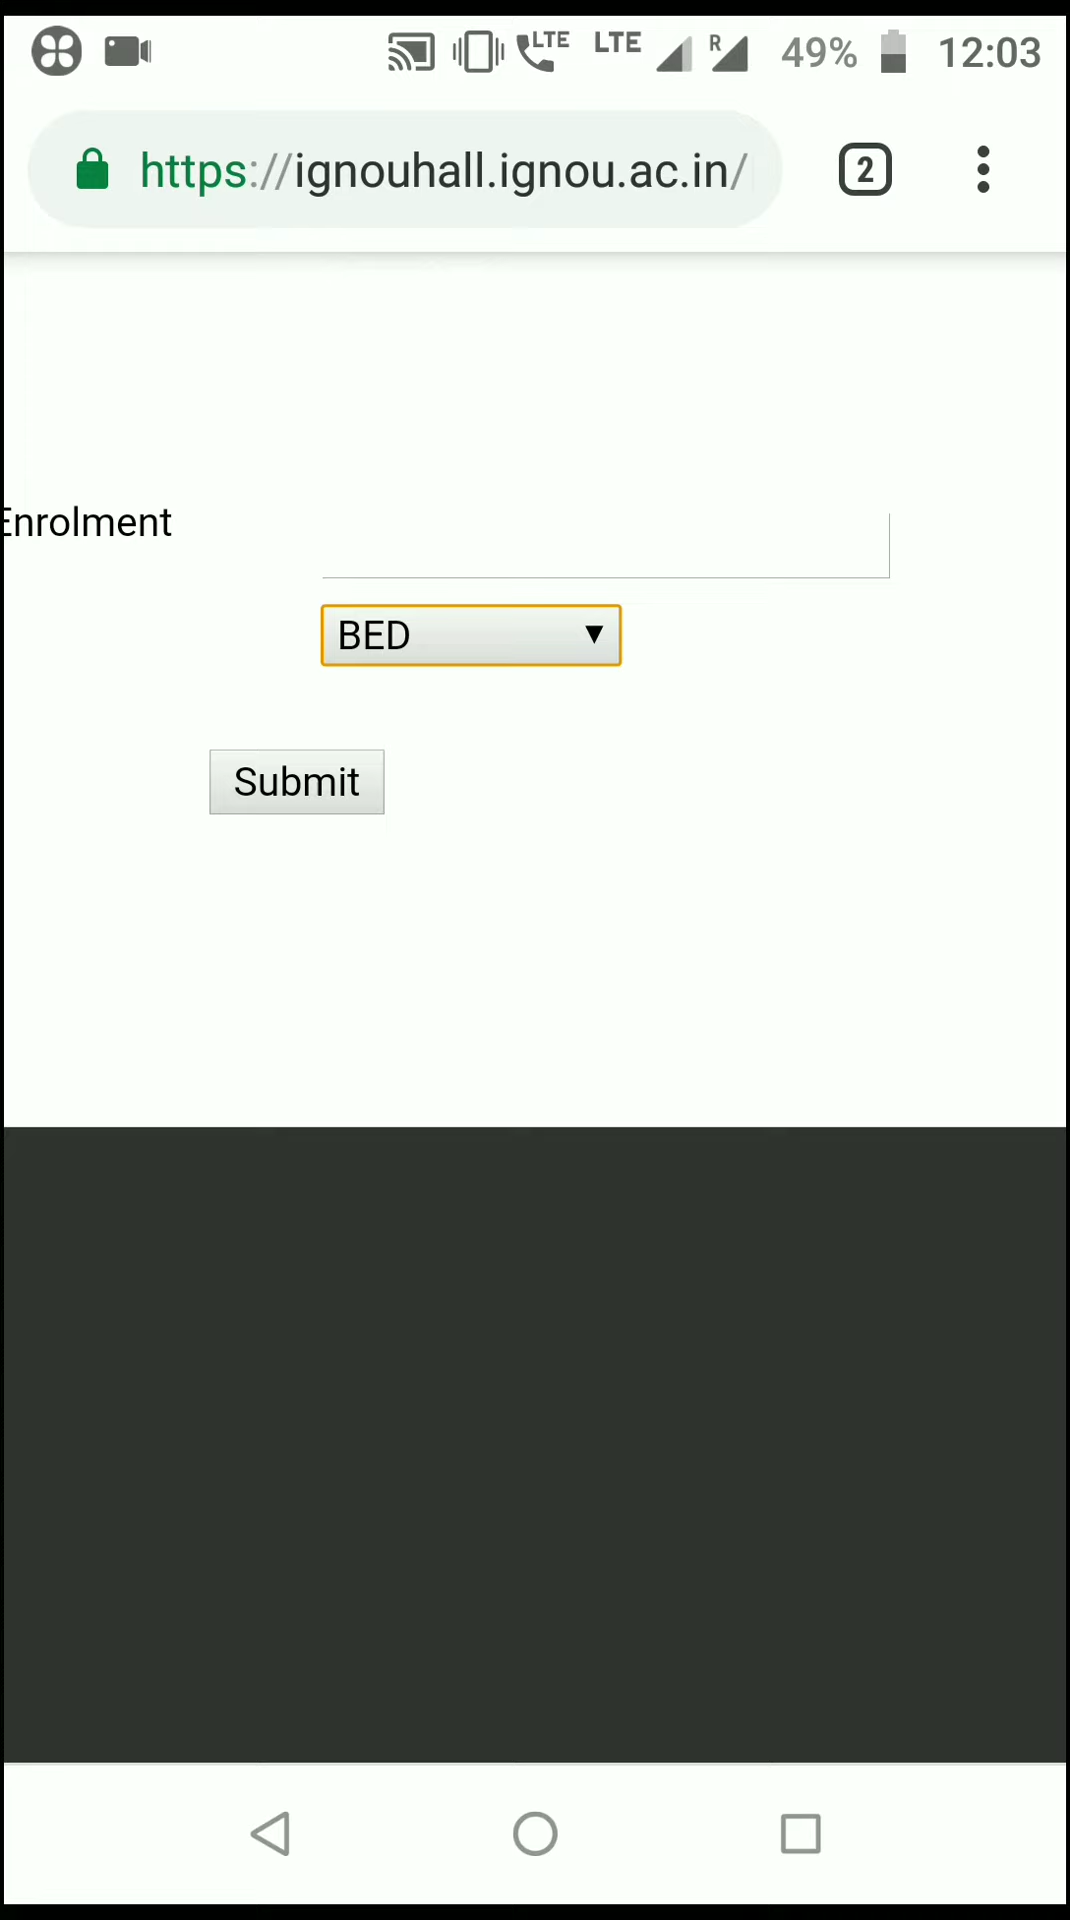 LTE LTE R 49% 12:03
https://ignouhall.ignou.ac.in/ 2
Enrolment
BED
Submit